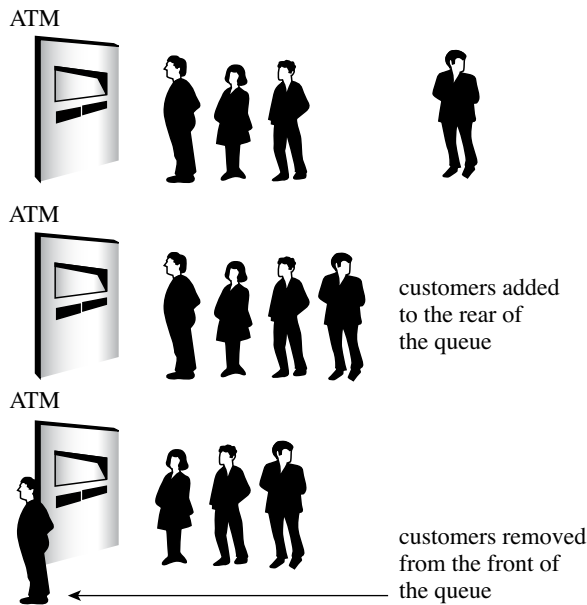 ATM
ATM
customers added
to the rear of
the queue
ATM
customers removed
from the front of
the queue